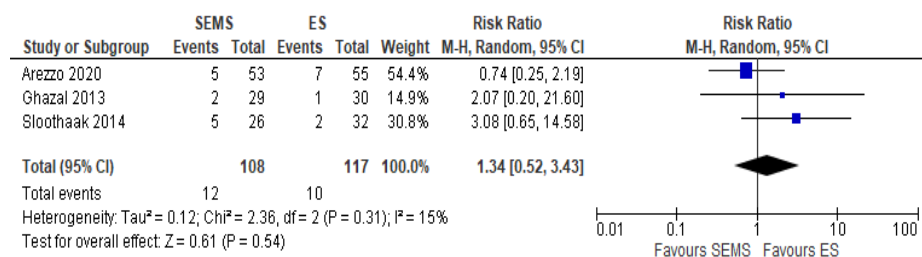 SEMS ES Risk Ratio Risk Ratio
Study or Subgroup Events Total Events Total Weight M-H, Random, 95% CI M-H, Random, 95% CI
Arezzo 2020 5 53 7 55 54.4% 0.74 [0.25, 2.19]
Ghazal 2013 2 29 1 30 14.9% 2.07 [0.20, 21.60]
Sloothaak 2014 5 26 2 32 30.8% 3.08 [0.65, 14.58]
Total (95% CI) 108 117 100.0% 1.34 [0.52, 3.43]
Total events 12 10
Heterogeneity: Tau² = 0.12; Chi² = 2.36, df = 2 (P = 0.31); I² = 15%
Test for overall effect: Z = 0.61 (P = 0.54)
0.01 0.1 1 10 100
Favours SEMS Favours ES